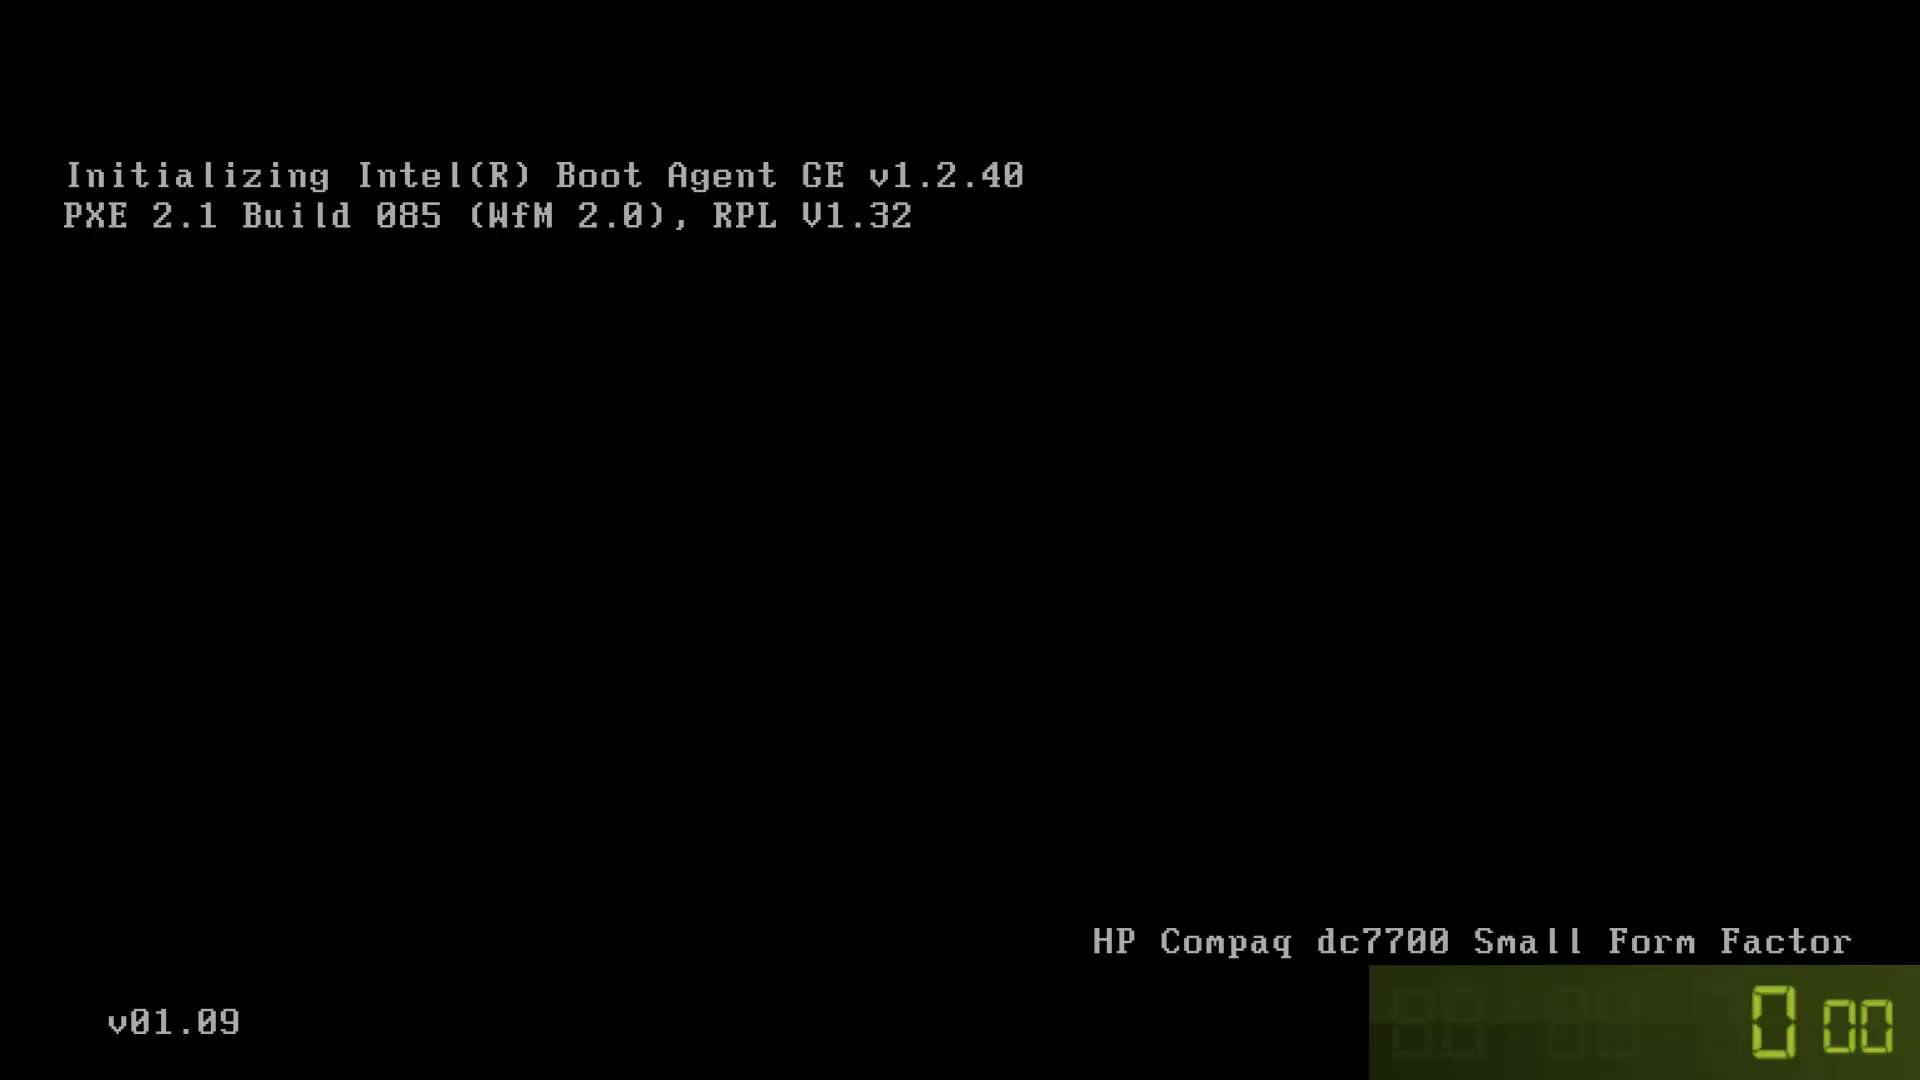 Initializing Intel(R) Boot Agent GE v1.2.40
PXE 2.1 Build 085 (WfM 2.0), RPL V1.32
HP Compaq dc7700 Small Form Factor
v01.09
0 00